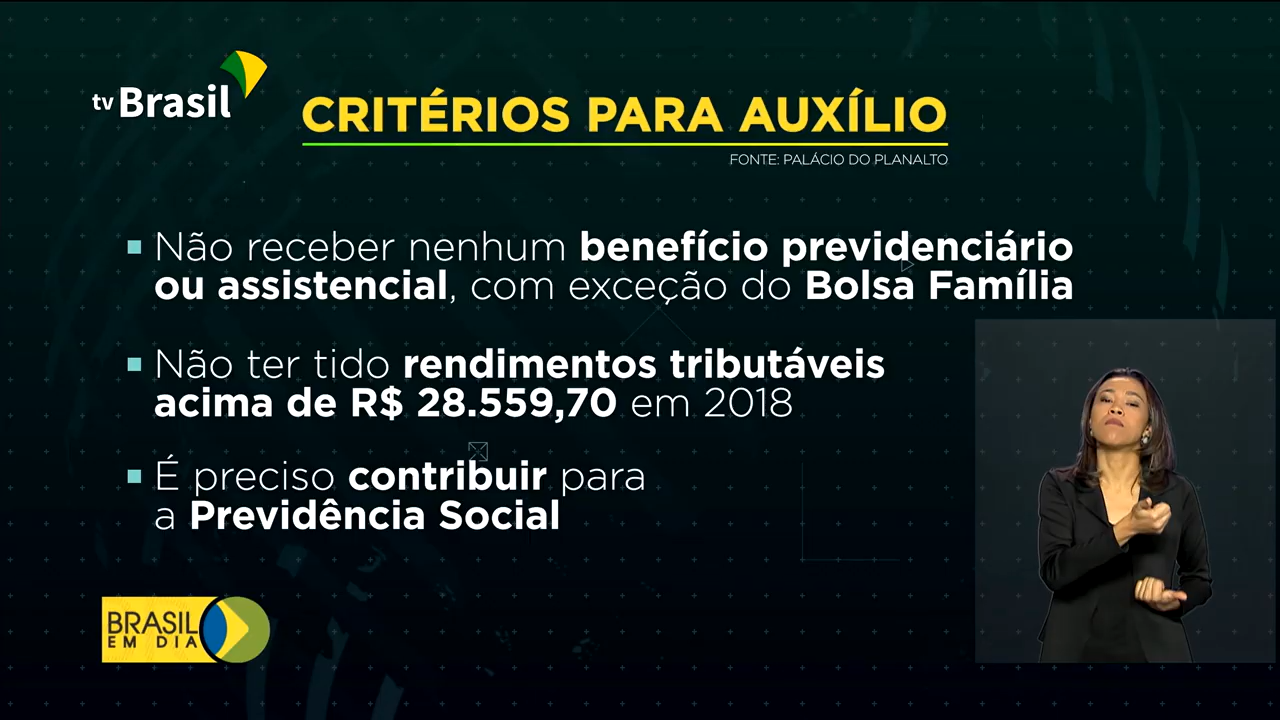 tv Brasil
CRITÉRIOS PARA AUXÍLIO
FONTE: PALÁCIO DO PLANALTO
Não receber nenhum benefício previdenciário
ou assistencial, com exceção do Bolsa Família
Não ter tido rendimentos tributáveis
acima de R$ 28.559,70 em 2018
É preciso contribuir para
a Previdência Social
BRASIL
EM DIA